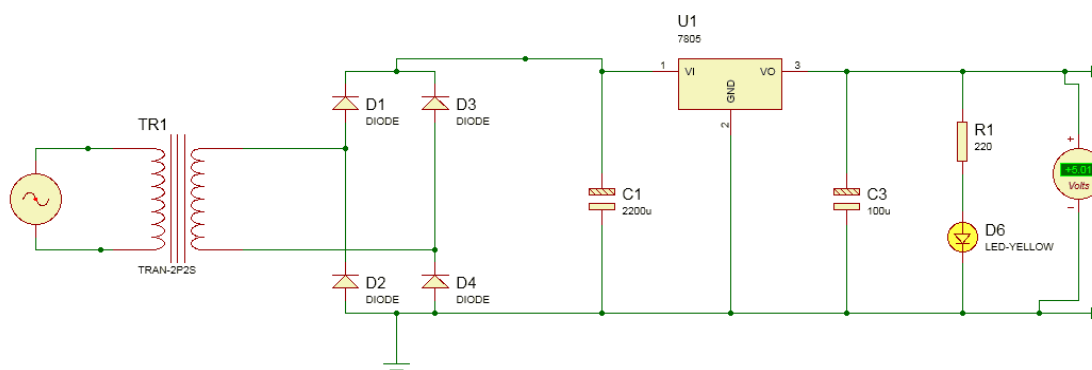 U1
7805
1
VI
VO
3
GND
2
D1
DIODE
D3
DIODE
TR1
TRAN-2P2S
R1
220
+
+5.01
Volts
C1
2200u
C3
100u
D6
LED-YELLOW
D2
DIODE
D4
DIODE